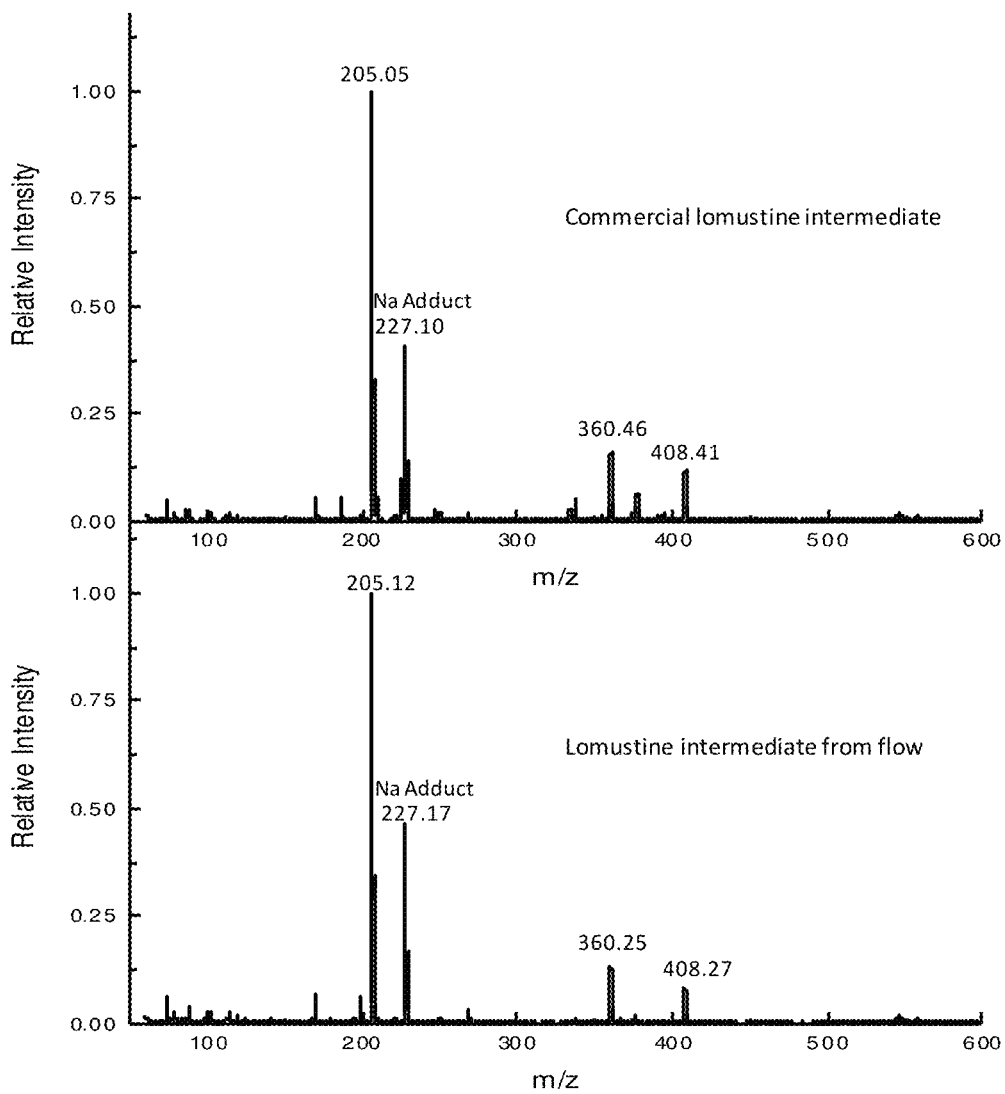 205.05
1.00
0.75
Commercial lomustine intermediate
Relative Intensity
0.50
Na Adduct
227.10
0.25
360.46
408.41
0.00
100 200 300 400 500 600
m/z
205.12
1.00
0.75
Lomustine intermediate from flow
Relative Intensity
Na Adduct
0.50
227.17
0.25
360.25
408.27
0.00
100 200 300 400 500 600
m/z